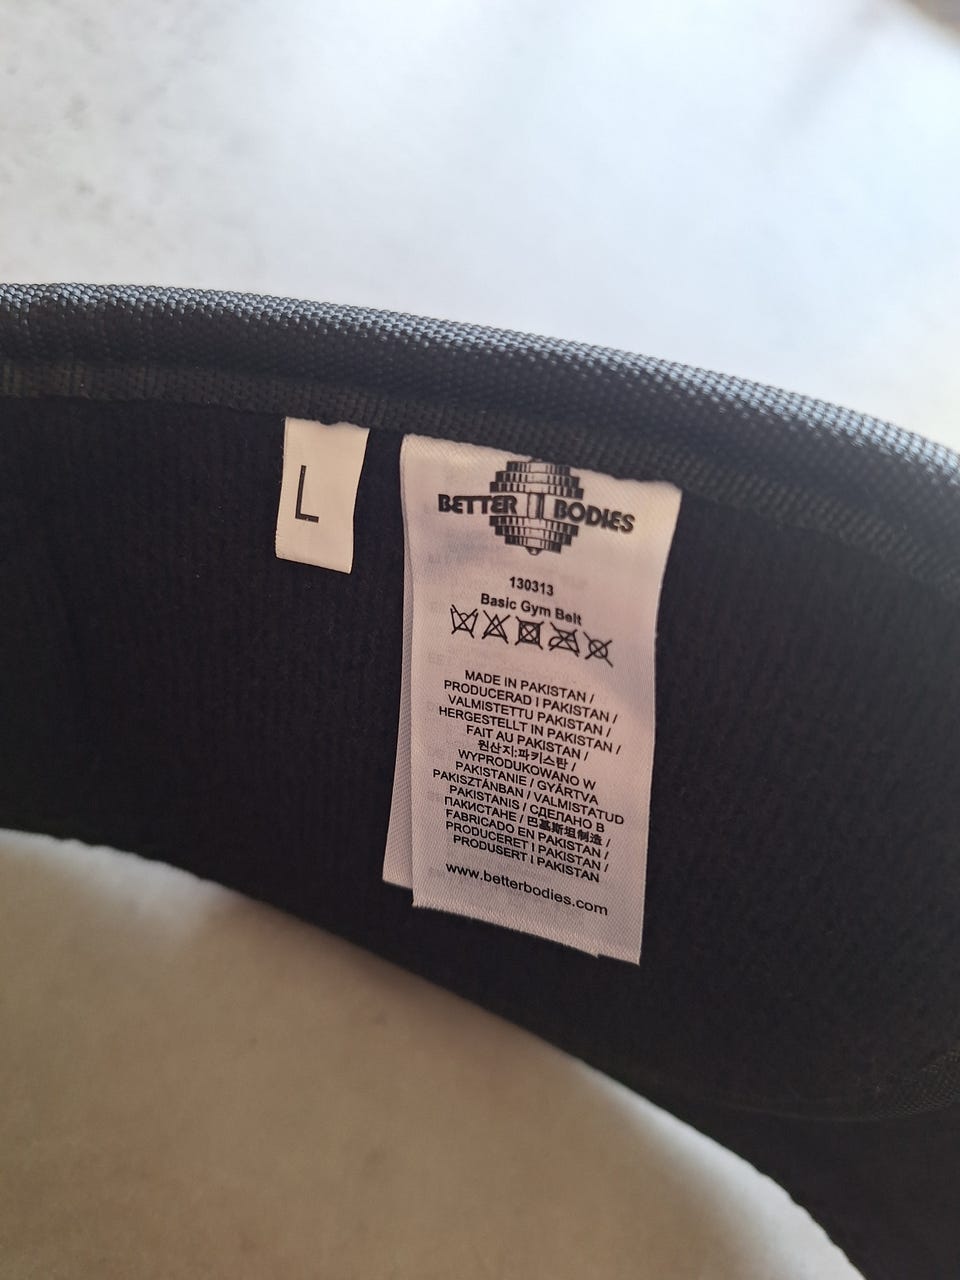 L
BETTER BODIES
130313
Basic Gym Belt
MADE IN PAKISTAN /
PRODUCERAD I PAKISTAN /
VALMISTETTU PAKISTAN /
HERGESTELLT IN PAKISTAN /
FAIT AU PAKISTAN /
원산지:파키스탄 /
WYPRODUKOWANO W
PAKISTANIE / GYÁRTVA
PAKISZTÁNBAN / VALMISTATUD
PAKISTANIS / СДЕЛАНО В
ПАКИСТАНЕ / 巴基斯坦制造 /
FABRICADO EN PAKISTAN /
PRODUCERET I PAKISTAN /
PRODUSERT I PAKISTAN
www.betterbodies.com